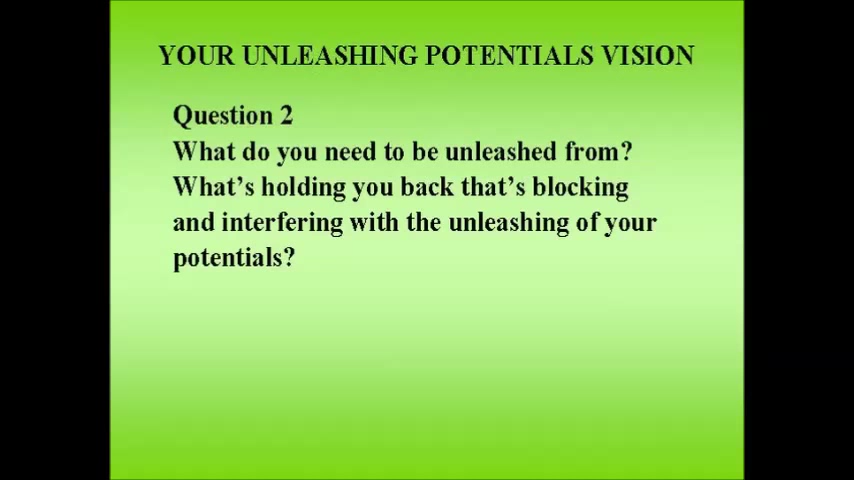 YOUR UNLEASHING POTENTIALS VISION
Question 2
What do you need to be unleashed from?
What’s holding you back that’s blocking
and interfering with the unleashing of your
potentials?